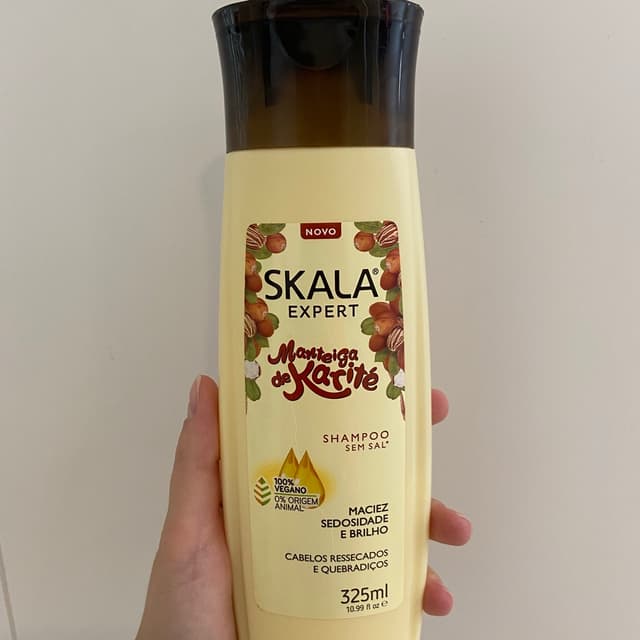 NOVO
SKALA®
EXPERT
Manteiga
de Karité
SHAMPOO
SEM SAL*
100%
VEGANO
0% ORIGEM
ANIMAL
MACIEZ
SEDOSIDADE
E BRILHO
CABELOS RESSECADOS
E QUEBRADIÇOS
325ml
10.99 fl oz e